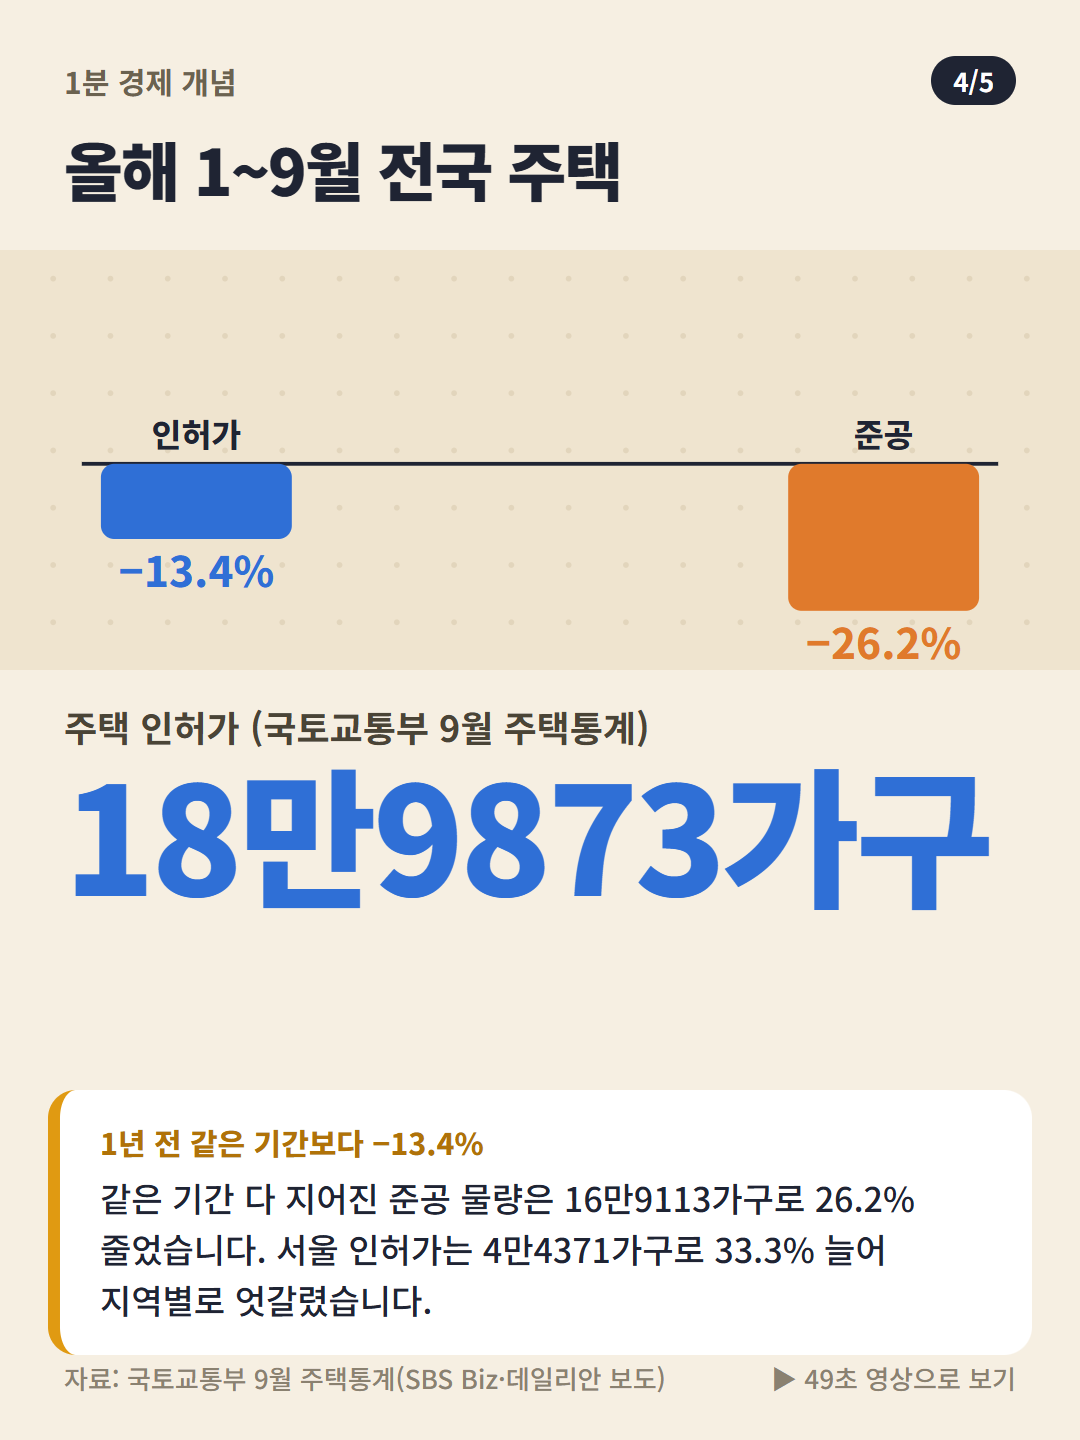 1분 경제 개념
4/5
올해 1~9월 전국 주택
인허가
준공
−13.4%
−26.2%
주택 인허가 (국토교통부 9월 주택통계)
18만9873가구
1년 전 같은 기간보다 −13.4%
같은 기간 다 지어진 준공 물량은 16만9113가구로 26.2%
줄었습니다. 서울 인허가는 4만4371가구로 33.3% 늘어
지역별로 엇갈렸습니다.
자료: 국토교통부 9월 주택통계(SBS Biz·데일리안 보도)
▶ 49초 영상으로 보기